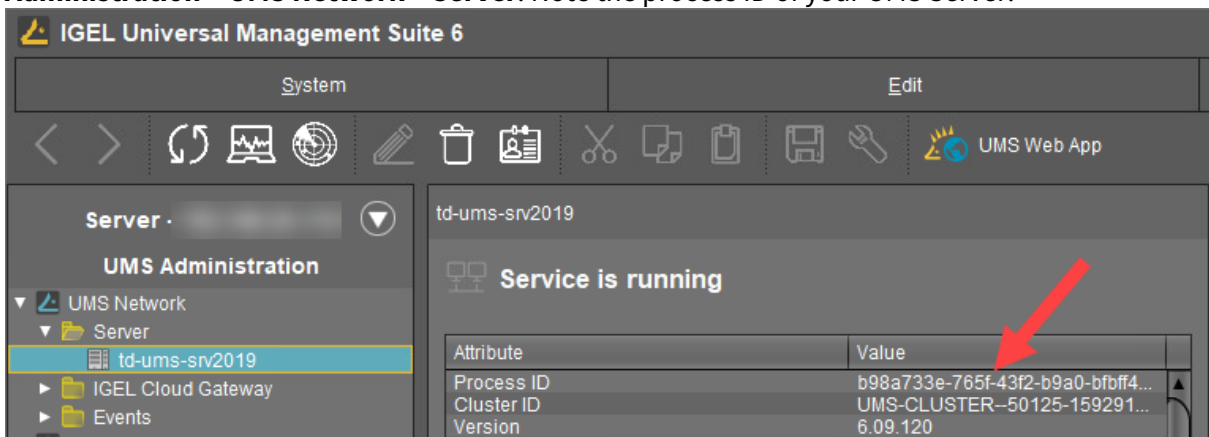 IGEL Universal Management Suite 6
System Edit
UMS Web App
Server ·
td-ums-srv2019
UMS Administration
Service is running
UMS Network
Server
td-ums-srv2019
IGEL Cloud Gateway
Events
Attribute Value
Process ID b98a733e-765f-43f2-b9a0-bfbff4...
Cluster ID UMS-CLUSTER--50125-159291...
Version 6.09.120